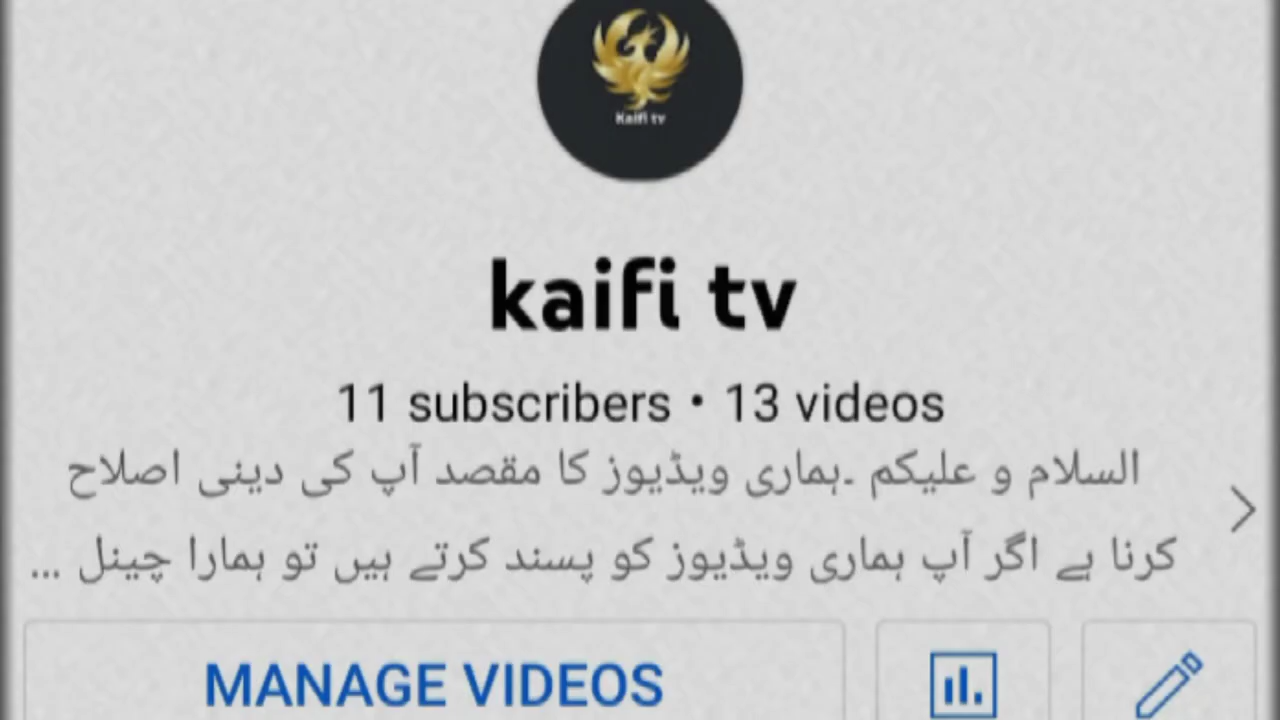 Kaifi tv
kaifi tv
11 subscribers • 13 videos
السلام و علیکم ۔ہماری ویڈیوز کا مقصد آپ کی دینی اصلاح
کرنا ہے اگر آپ ہماری ویڈیوز کو پسند کرتے ہیں تو ہمارا چینل ...
MANAGE VIDEOS